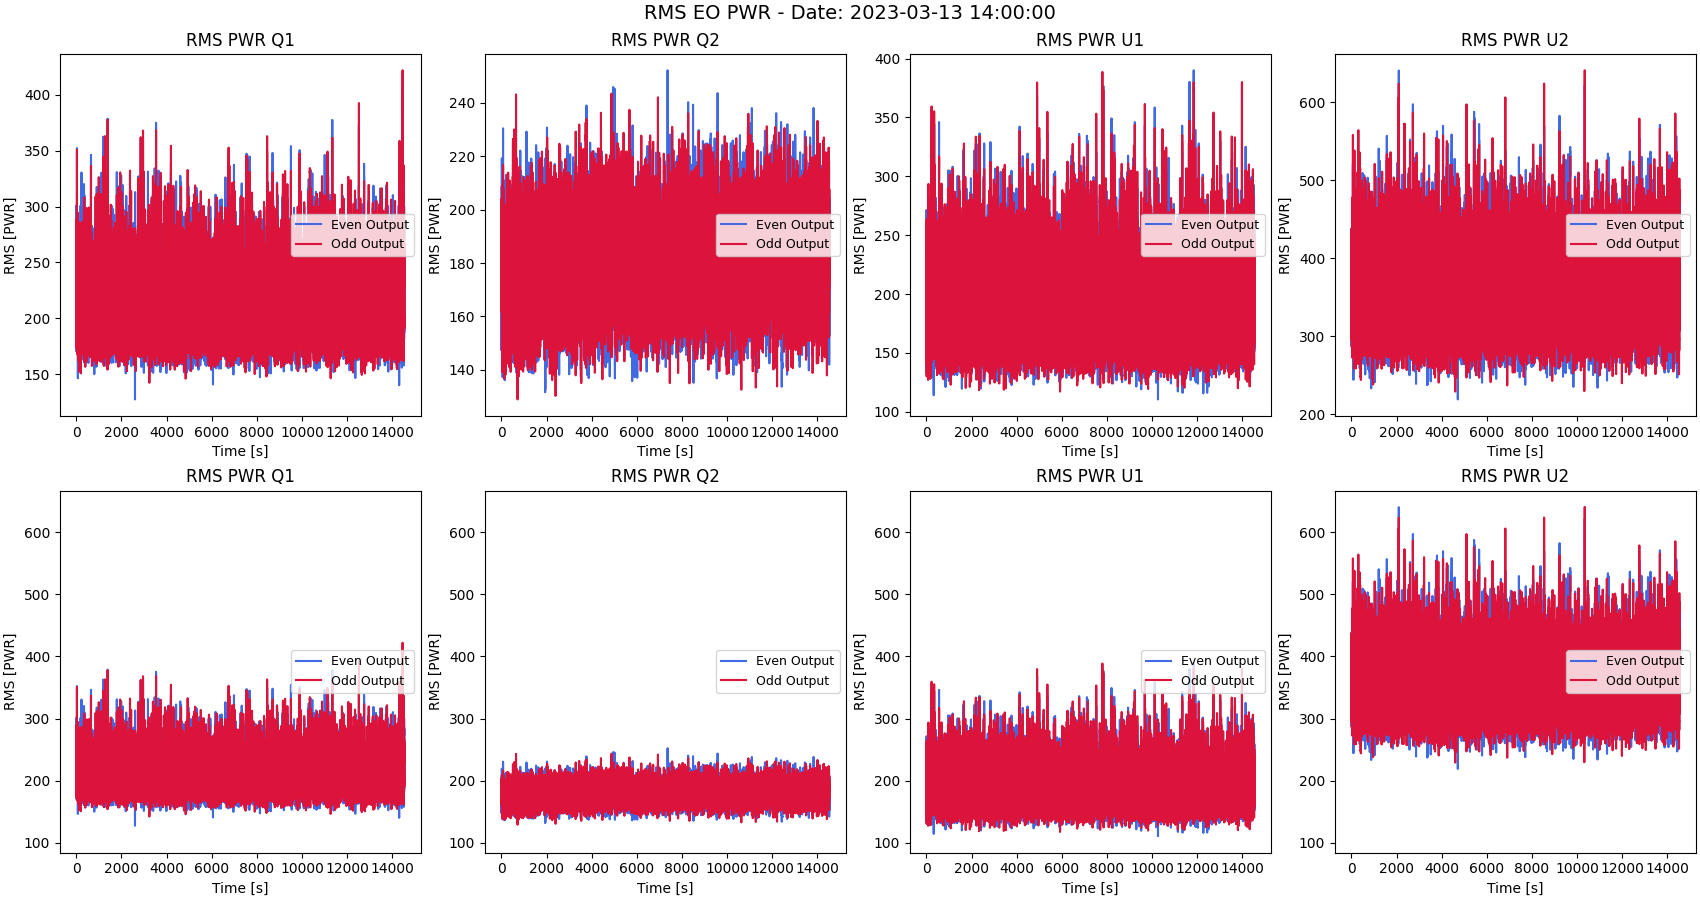 RMS EO PWR - Date: 2023-03-13 14:00:00
RMS PWR Q1
RMS [PWR]
400
350
300
250
200
150
Even Output
Odd Output
0 2000 4000 6000 8000 10000 12000 14000
Time [s]
RMS PWR Q2
RMS [PWR]
240
220
200
180
160
140
Even Output
Odd Output
0 2000 4000 6000 8000 10000 12000 14000
Time [s]
RMS PWR U1
RMS [PWR]
400
350
300
250
200
150
100
Even Output
Odd Output
0 2000 4000 6000 8000 10000 12000 14000
Time [s]
RMS PWR U2
RMS [PWR]
600
500
400
300
200
Even Output
Odd Output
0 2000 4000 6000 8000 10000 12000 14000
Time [s]
RMS PWR Q1
RMS [PWR]
600
500
400
300
200
100
Even Output
Odd Output
0 2000 4000 6000 8000 10000 12000 14000
Time [s]
RMS PWR Q2
RMS [PWR]
600
500
400
300
200
100
Even Output
Odd Output
0 2000 4000 6000 8000 10000 12000 14000
Time [s]
RMS PWR U1
RMS [PWR]
600
500
400
300
200
100
Even Output
Odd Output
0 2000 4000 6000 8000 10000 12000 14000
Time [s]
RMS PWR U2
RMS [PWR]
600
500
400
300
200
100
Even Output
Odd Output
0 2000 4000 6000 8000 10000 12000 14000
Time [s]